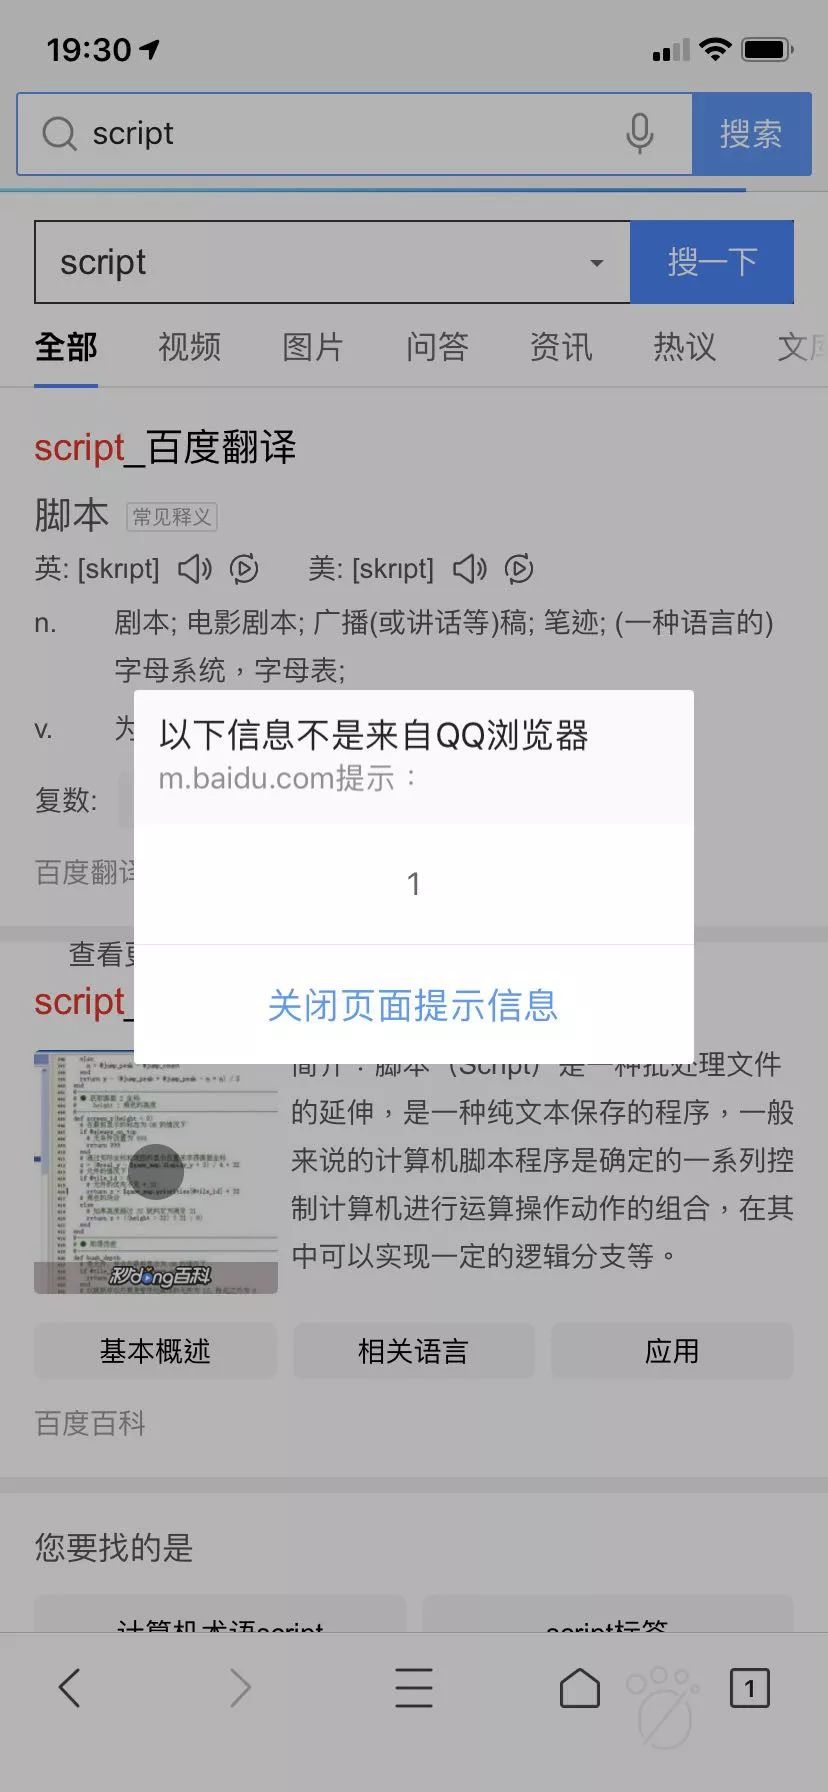 19:30
script
搜索
script
搜一下
全部 视频 图片 问答 资讯 热议 文库
script_百度翻译
脚本 常见释义
英: [skrɪpt] 美: [skrɪpt]
n. 剧本; 电影剧本; 广播(或讲话等)稿; 笔迹; (一种语言的)
字母系统，字母表;
v. 为
以下信息不是来自QQ浏览器
m.baidu.com提示：
复数:
百度翻译
1
查看更
关闭页面提示信息
script_
简介：脚本（Script）是一种批处理文件
的延伸，是一种纯文本保存的程序，一般
来说的计算机脚本程序是确定的一系列控
制计算机进行运算操作动作的组合，在其
中可以实现一定的逻辑分支等。
秒dǒng百科
基本概述 相关语言 应用
百度百科
您要找的是
计算机术语script script标签
1